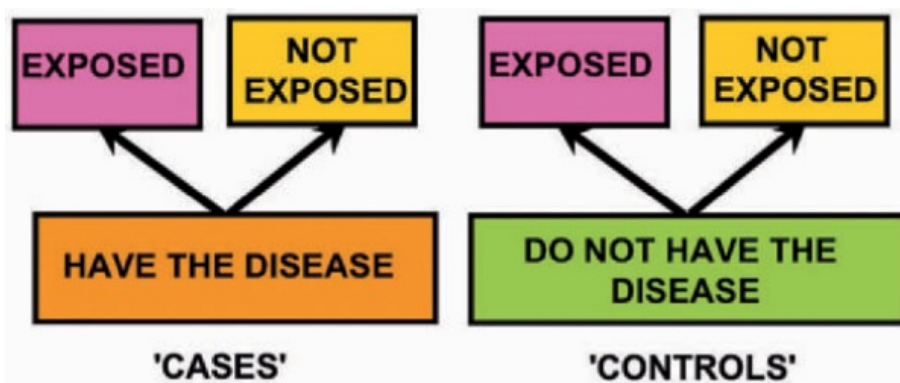 EXPOSED
NOT
EXPOSED
EXPOSED
NOT
EXPOSED
HAVE THE DISEASE
DO NOT HAVE THE
DISEASE
'CASES'
'CONTROLS'